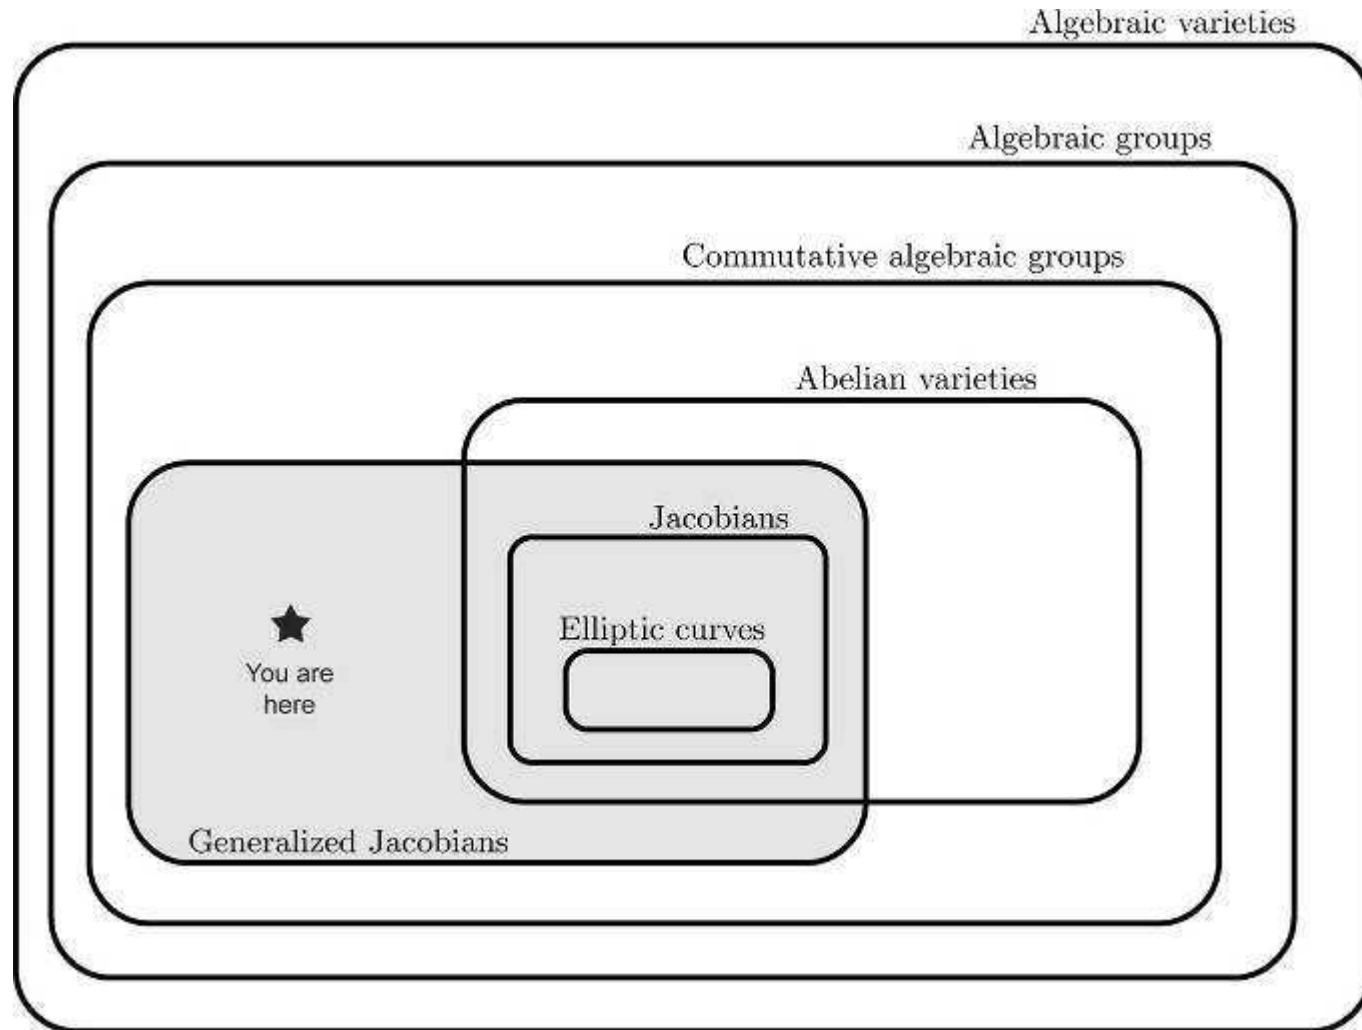 Algebraic varieties
Algebraic groups
Commutative algebraic groups
Abelian varieties
Jacobians
Elliptic curves
You are
here
Generalized Jacobians